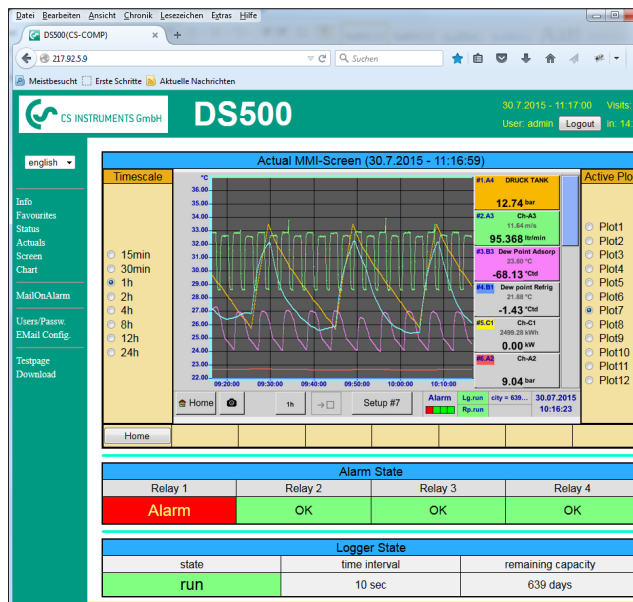 Datei Bearbeiten Ansicht Chronik Lesezeichen Extras Hilfe
DS500(CS-COMP)
217.92.5.9
Suchen
Meistbesucht Erste Schritte Aktuelle Nachrichten
CS INSTRUMENTS GmbH
DS500
30.7.2015 - 11:17:00 Visits:
User: admin Logout in: 14:
english
Info
Favourites
Status
Actuals
Screen
Chart
MailOnAlarm
Users/Passw.
EMail Config.
Testpage
Download
Actual MMI-Screen (30.7.2015 - 11:16:59)
Timescale
15min
30min
1h
2h
4h
8h
12h
24h
°C
36.00
35.00
34.00
33.00
32.00
31.00
30.00
29.00
28.00
27.00
26.00
25.00
24.00
23.00
22.00
09:20:00 09:30:00 09:40:00 09:50:00 10:00:00 10:10:00
#1.A4 DRUCK TANK
12.74 bar
#2.A3 Ch-A3
11.64 m/s
95.368 ltr/min
#3.B3 Dew Point Adsorp
23.60 °C
-68.13 °Ctd
#4.B1 Dew point Refrig
21.88 °C
-1.43 °Ctd
#5.C1 Ch-C1
2499.28 kWh
0.00 kW
#6.A2 Ch-A2
9.04 bar
Home
1h
Setup #7
Alarm
Lg.run
Rp.run
city = 639...
30.07.2015
10:16:23
Active Plo
Plot1
Plot2
Plot3
Plot4
Plot5
Plot6
Plot7
Plot8
Plot9
Plot10
Plot11
Plot12
Home
Alarm State
Relay 1 Relay 2 Relay 3 Relay 4
Alarm OK OK OK
Logger State
state time interval remaining capacity
run 10 sec 639 days